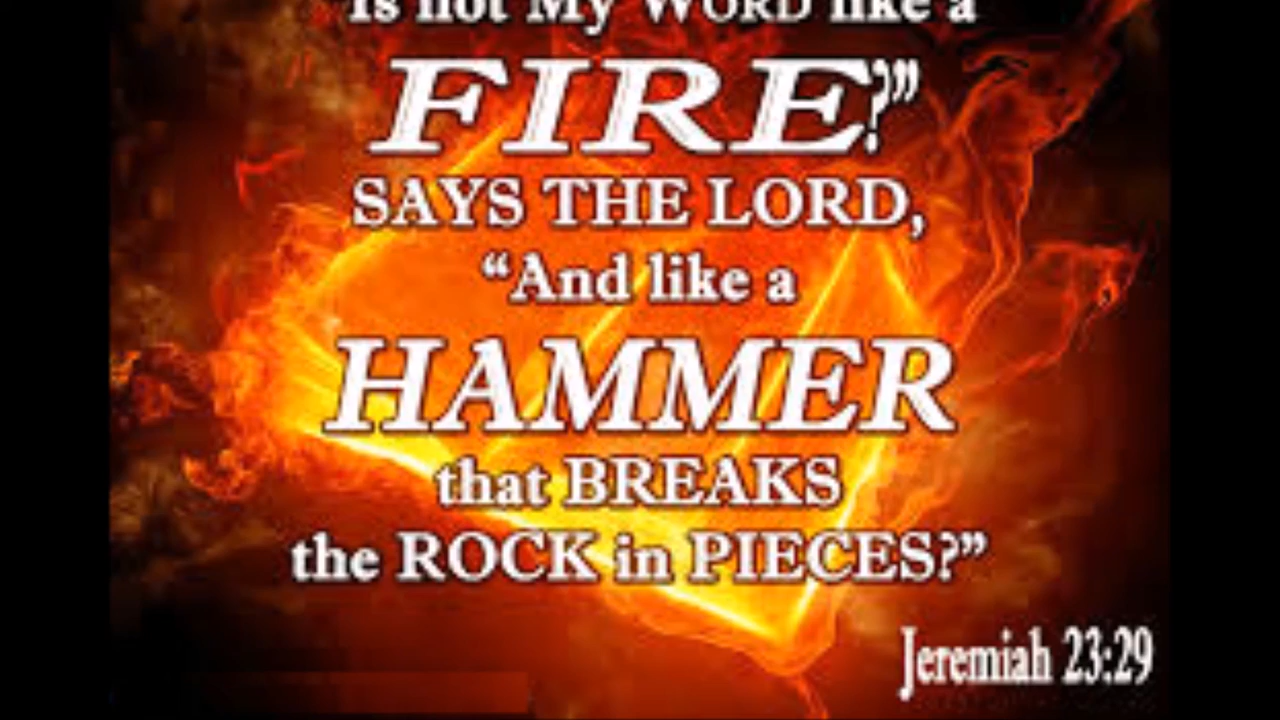 Is not My WORD like a
FIRE?”
SAYS THE LORD,
“And like a
HAMMER
that BREAKS
the ROCK in PIECES?”
Jeremiah 23:29